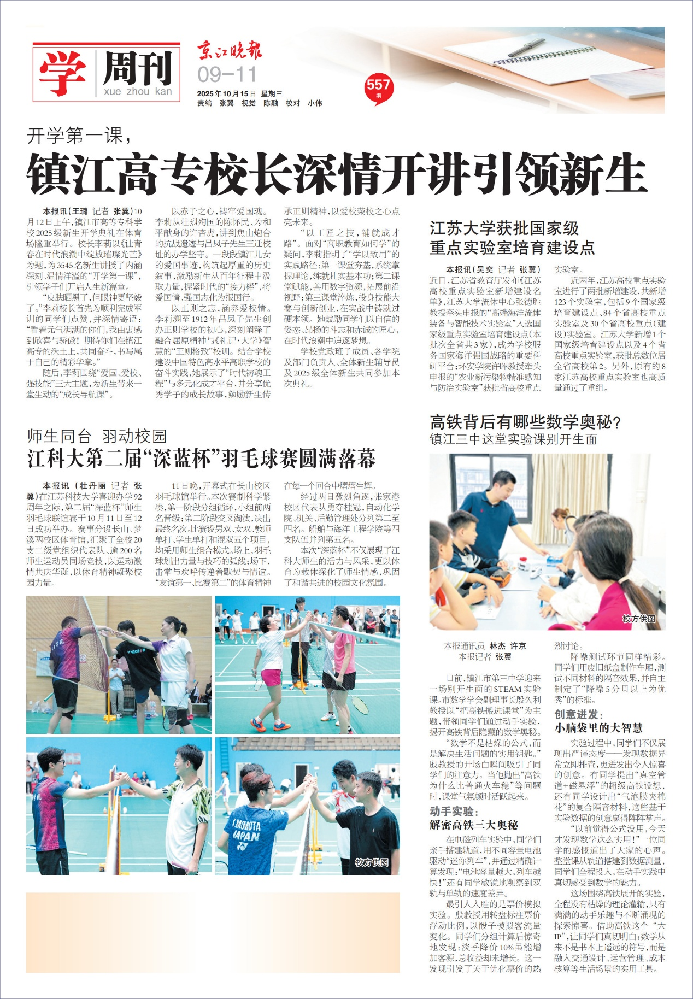 学 周刊
xue zhou kan
京江晚报
09-11
2025年10月15日 星期三
责编 张翼 视觉 陈融 校对 小伟
557
期
开学第一课，
镇江高专校长深情开讲引领新生
本报讯（王璐 记者 张翼）10
月12日上午，镇江市高等专科学
校2025级新生开学典礼在体育
场隆重举行。校长李莉以《让青
春在时代浪潮中绽放璀璨光芒》
为题，为3545名新生讲授了内涵
深刻、温情洋溢的“开学第一课”，
引领学子们开启人生新篇章。
“皮肤晒黑了，但眼神更坚毅
了。”李莉校长首先为顺利完成军
训的同学们点赞，并深情寄语：
“看着元气满满的你们，我由衷感
到欣喜与骄傲！期待你们在镇江
高专的沃土上，共同奋斗，书写属
于自己的精彩华章。”
随后，李莉围绕“爱国、爱校、
强技能”三大主题，为新生带来一
堂生动的“成长导航课”。
以赤子之心，铸牢爱国魂。
李莉从壮烈殉国的陈怀民、为和
平献身的许杏虎，讲到焦山炮台
的抗战遗迹与吕凤子先生三迁校
址的办学坚守。一段段镇江儿女
的爱国事迹，构筑起厚重的历史
叙事，激励新生从百年征程中汲
取力量，握紧时代的“接力棒”，将
爱国情、强国志化为报国行。
以正则之志，涵养爱校情。
李莉溯至1912年吕凤子先生创
办正则学校的初心，深刻阐释了
融合屈原精神与《礼记·大学》智
慧的“正则格致”校训。结合学校
建设中国特色高水平高职学校的
奋斗实践，她展示了“时代铸魂工
程”与多元化成才平台，并分享优
秀学子的成长故事，勉励新生传
承正则精神，以爱校荣校之心点
亮未来。
“以工匠之技，铺就成才
路”。面对“高职教育如何学”的
疑问，李莉指明了“学以致用”的
实践路径：第一课堂夯基，系统掌
握理论，练就扎实基本功；第二课
堂赋能，善用数字资源，拓展前沿
视野；第三课堂淬炼，投身技能大
赛与创新创业，在实战中铸就过
硬本领。她鼓励同学们以自信的
姿态、昂扬的斗志和赤诚的匠心，
在时代浪潮中追逐梦想。
学校党政班子成员、各学院
及部门负责人、全体新生辅导员
及2025级全体新生共同参加本
次典礼。
江苏大学获批国家级
重点实验室培育建设点
本报讯（吴奕 记者 张翼）
近日，江苏省教育厅发布《江苏
高校重点实验室新增建设名
单》，江苏大学流体中心张德胜
教授牵头申报的“高端海洋流体
装备与智能技术实验室”入选国
家级重点实验室培育建设点（本
批次全省共3家），成为学校服
务国家海洋强国战略的重要科
研平台；环安学院许晖教授牵头
申报的“农业新污染物精准感知
与防治实验室”获批省高校重点
实验室。
近两年，江苏高校重点实验
室进行了两批新增建设，共新增
123个实验室，包括9个国家级
培育建设点、84个省高校重点
实验室及30个省高校重点（建
设）实验室。江苏大学新增1个
国家级培育建设点以及4个省
高校重点实验室，获批总数位居
全省高校第2。另外，原有的8
家江苏高校重点实验室也高质
量通过了重组。
师生同台 羽动校园
江科大第二届“深蓝杯”羽毛球赛圆满落幕
本报讯（壮丹丽 记者 张
翼）在江苏科技大学喜迎办学92
周年之际，第二届“深蓝杯”师生
羽毛球联谊赛于10月11日至12
日成功举办。赛事分设长山、梦
溪两校区体育馆，汇聚了全校20
支二级党组织代表队、逾200名
师生运动员同场竞技，以运动激
情共庆华诞，以体育精神凝聚校
园力量。
11日晚，开幕式在长山校区
羽毛球馆举行。本次赛制科学紧
凑，第一阶段分组循环，小组前两
名晋级；第二阶段交叉淘汰，决出
最终名次。比赛设男双、女双、教师
单打、学生单打和混双五个项目，
均采用师生组合模式。场上，羽毛
球划出力量与技巧的弧线；场下，
击掌与欢呼传递着默契与情谊。
“友谊第一、比赛第二”的体育精神
在每一个回合中熠熠生辉。
经过两日激烈角逐，张家港
校区代表队勇夺桂冠，自动化学
院、机关、后勤管理处分列第二至
四名。船舶与海洋工程学院等四
支队伍并列第五名。
本次“深蓝杯”不仅展现了江
科大师生的活力与风采，更以体
育为载体深化了师生情感，巩固
了和谐共进的校园文化氛围。
VICTOR
K.MOMOTA
JAPAN
校方供图
高铁背后有哪些数学奥秘？
镇江三中这堂实验课别开生面
校方供图
本报通讯员 林杰 许京
本报记者 张翼
日前，镇江市第三中学迎来
一场别开生面的STEAM实验
课。市数学学会副理事长殷久利
教授以“把高铁搬进课堂”为主
题，带领同学们通过动手实验，
揭开高铁背后隐藏的数学奥秘。
“数学不是枯燥的公式，而
是解决生活问题的实用钥匙。”
殷教授的开场白瞬间吸引了同
学们的注意力。当他抛出“高铁
为什么比普通火车稳”等问题
时，课堂气氛顿时活跃起来。
动手实验：
解密高铁三大奥秘
在电磁列车实验中，同学们
亲手搭建轨道，用不同容量电池
驱动“迷你列车”，并通过精确计
算发现：“电池容量越大，列车越
快！”还有同学敏锐地观察到双
轨与单轨的速度差异。
最引人入胜的是票价模拟
实验。殷教授用转盘标注票价
浮动比例，以骰子模拟客流量
变化。同学们分组计算后惊奇
地发现：淡季降价10%虽能增
加客源，总收益却未增长。这一
发现引发了关于优化票价的热
烈讨论。
降噪测试环节同样精彩。
同学们用废旧纸盒制作车厢，测
试不同材料的隔音效果，并自主
制定了“降噪5分贝以上为优
秀”的标准。
创意迸发：
小脑袋里的大智慧
实验过程中，同学们不仅展
现出严谨态度——发现数据异
常立即排查，更迸发出令人惊喜
的创意。有同学提出“真空管
道+磁悬浮”的超级高铁设想，
还有同学设计出“气泡膜夹棉
花”的复合隔音材料，这些基于
实验数据的创意赢得阵阵掌声。
“以前觉得公式没用，今天
才发现数学这么实用！”一位同
学的感慨道出了大家的心声。
整堂课从轨道搭建到数据测量，
同学们全程投入，在动手实践中
真切感受到数学的魅力。
这场围绕高铁展开的实验，
全程没有枯燥的理论灌输，只有
满满的动手乐趣与不断涌现的
探索惊喜。借助高铁这个“大
IP”，让同学们真切明白：数学从
来不是书本上遥远的符号，而是
融入交通设计、运营管理、成本
核算等生活场景的实用工具。